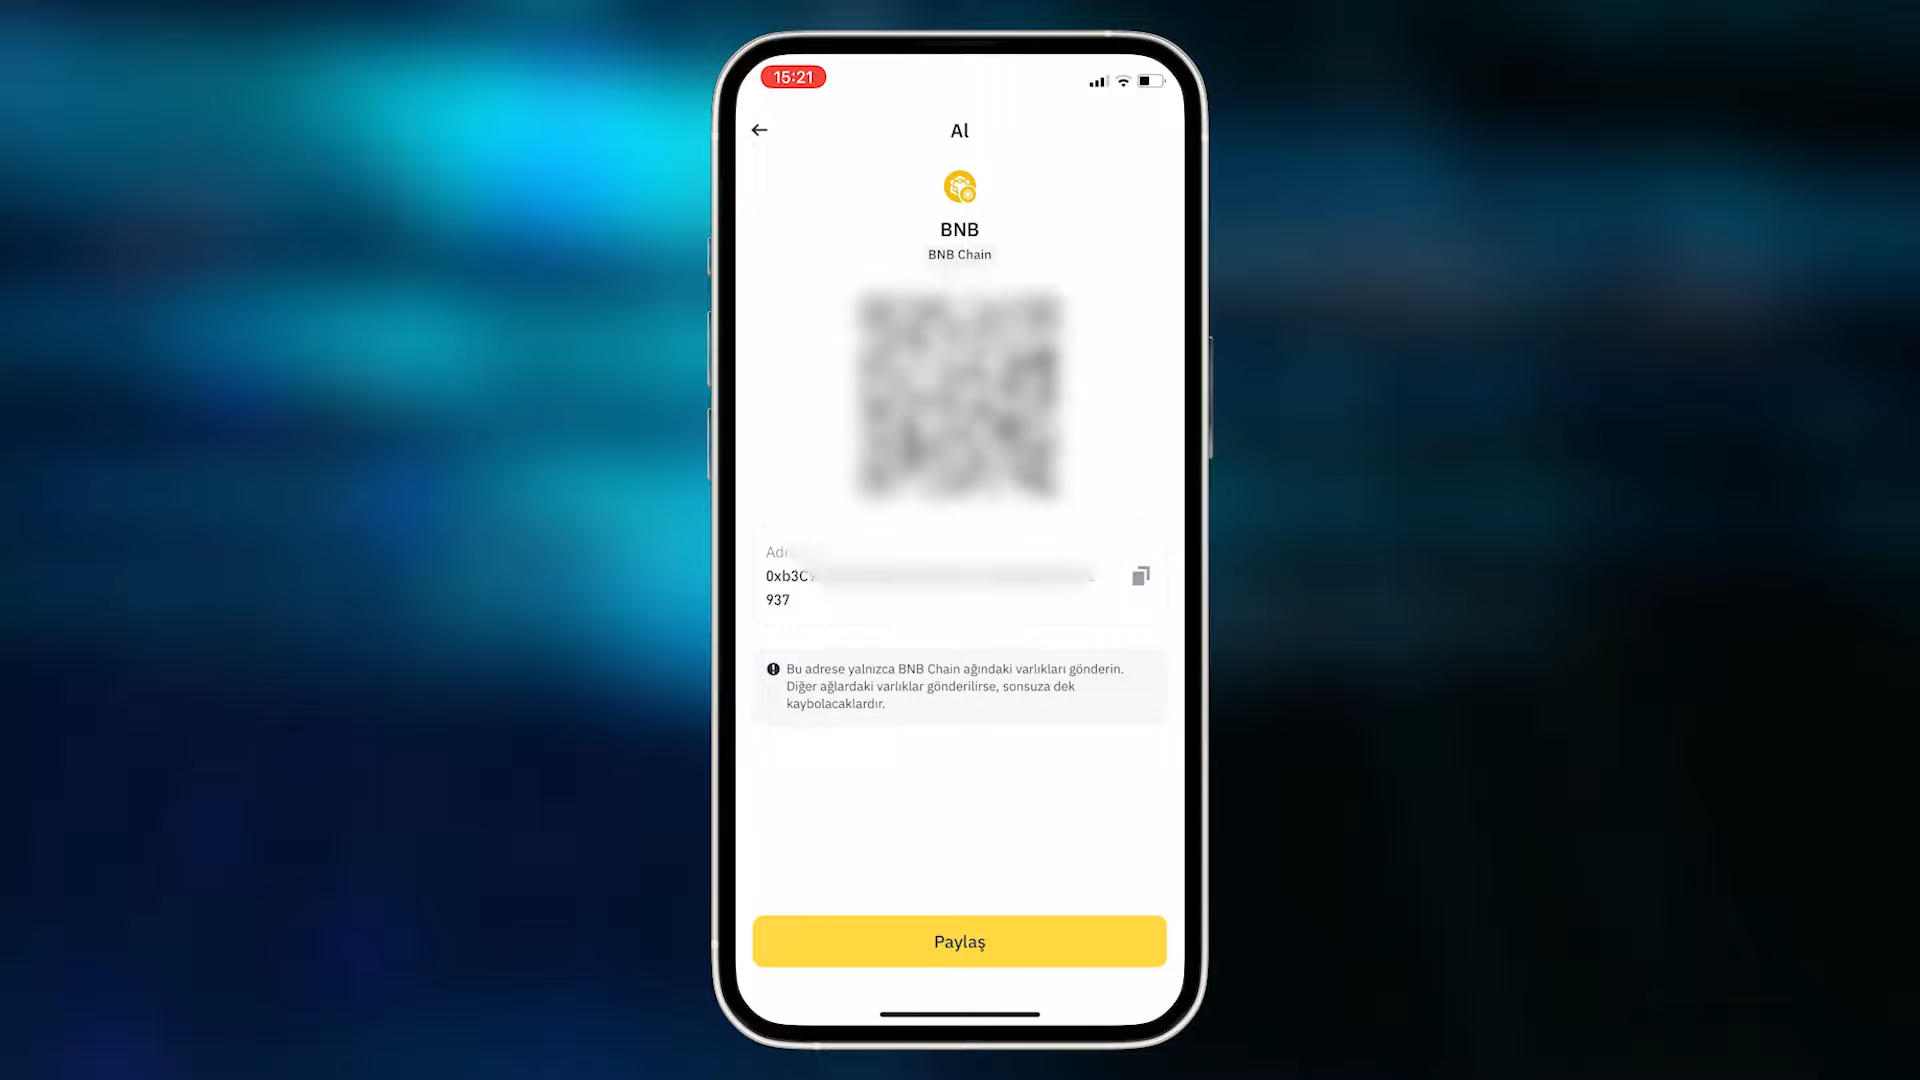 15:21
Al
BNB
BNB Chain
0xb3C
937
Bu adrese yalnızca BNB Chain ağındaki varlıkları gönderin.
Diğer ağlardaki varlıklar gönderilirse, sonsuza dek
kaybolacaklardır.
Paylaş